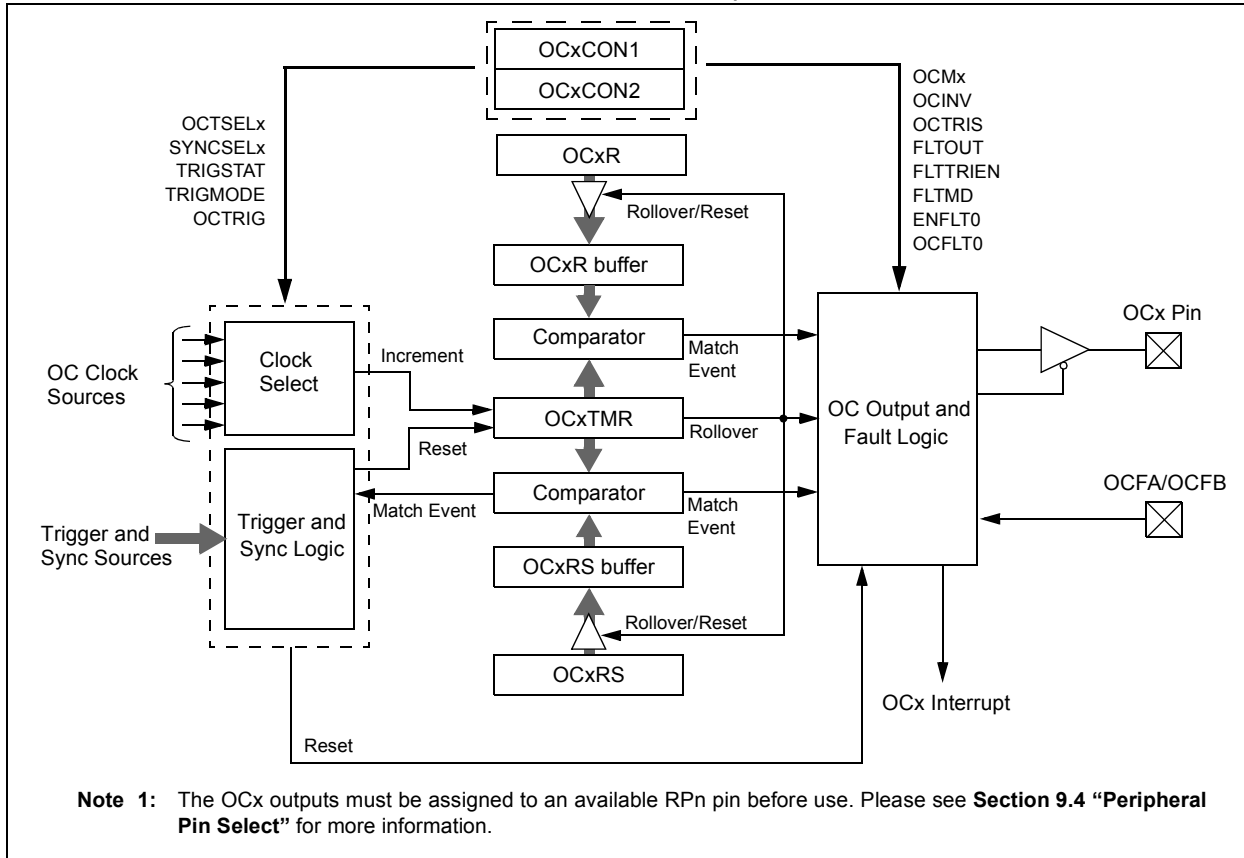 OCxCON1
OCxCON2
OCTSELx
SYNCSELx
TRIGSTAT
TRIGMODE
OCTRIG
OCMx
OCINV
OCTRIS
FLTOUT
FLTTRIEN
FLTMD
ENFLT0
OCFLT0
OCxR
Rollover/Reset
OCxR buffer
Comparator
Match
Event
OC Clock
Sources
Clock
Select
Increment
OCxTMR
Rollover
Reset
OC Output and
Fault Logic
OCx Pin
Comparator
Match Event
Match
Event
OCFA/OCFB
Trigger and
Sync Sources
Trigger and
Sync Logic
OCxRS buffer
Rollover/Reset
OCxRS
OCx Interrupt
Reset
Note 1: The OCx outputs must be assigned to an available RPn pin before use. Please see Section 9.4 “Peripheral
Pin Select” for more information.